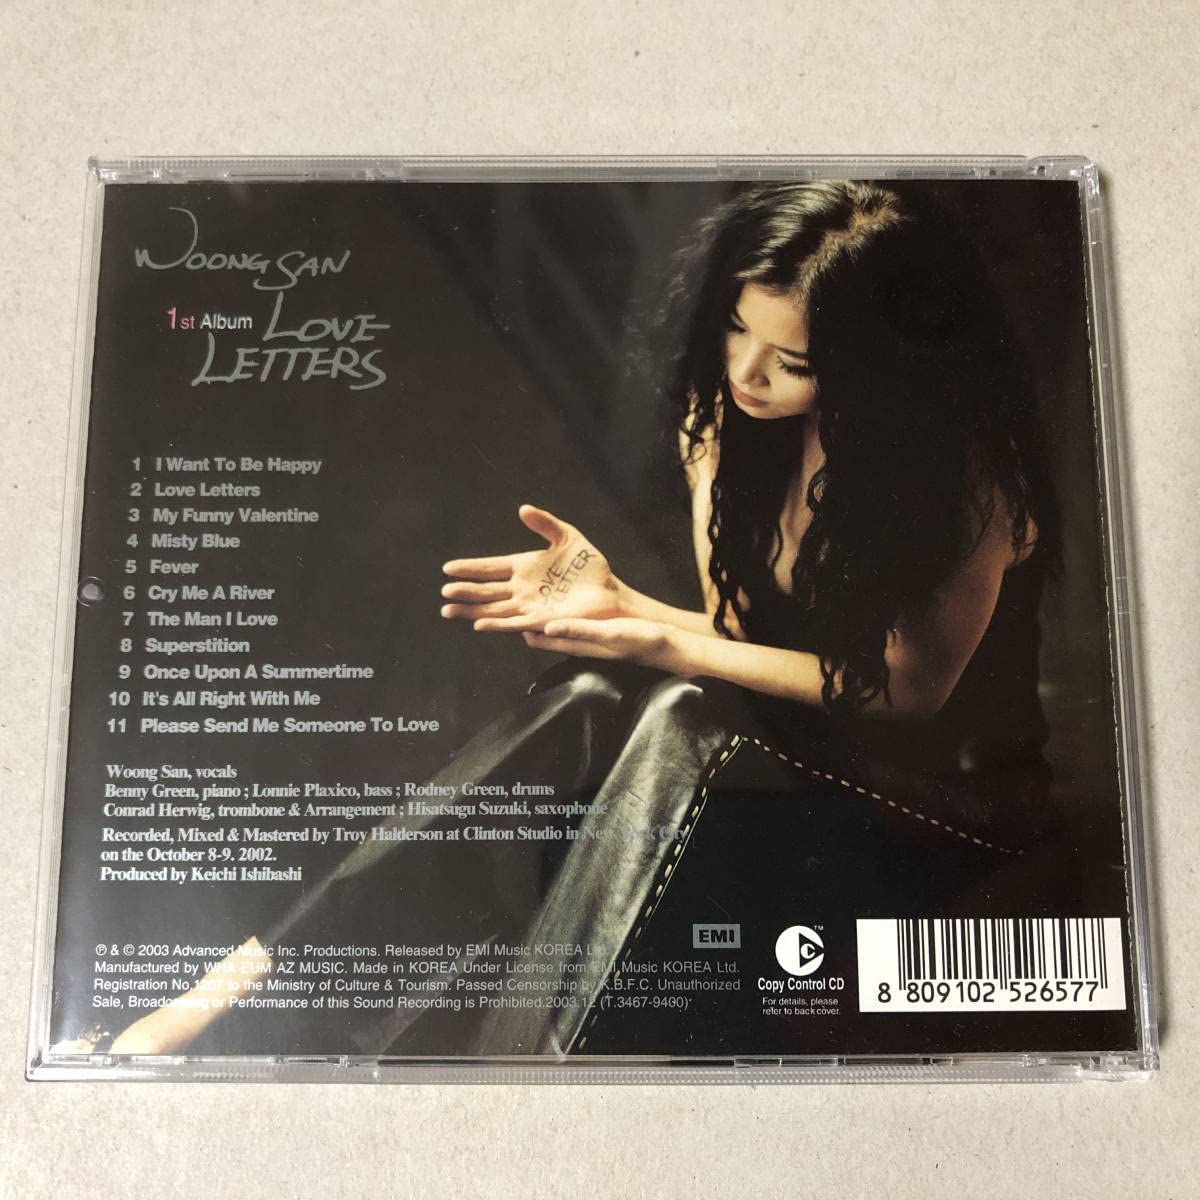 WOONG SAN
1st Album LOVE
LETTERS
1 I Want To Be Happy
2 Love Letters
3 My Funny Valentine
4 Misty Blue
5 Fever
6 Cry Me A River
7 The Man I Love
8 Superstition
9 Once Upon A Summertime
10 It's All Right With Me
11 Please Send Me Someone To Love
LOVE
LETTER
Woong San, vocals
Benny Green, piano ; Lonnie Plaxico, bass ; Rodney Green, drums
Conrad Herwig, trombone & Arrangement ; Hisatsugu Suzuki, saxophone
Recorded, Mixed & Mastered by Troy Halderson at Clinton Studio in New York City
on the October 8-9. 2002.
Produced by Keichi Ishibashi
℗ & © 2003 Advanced Music Inc. Productions. Released by EMI Music KOREA Ltd.
Manufactured by WHA EUM AZ MUSIC. Made in KOREA Under License from EMI Music KOREA Ltd.
Registration No. to the Ministry of Culture & Tourism. Passed Censorship by K.B.F.C. Unauthorized
Sale, Broadcasting or Performance of this Sound Recording is Prohibited.2003.12 (T.3467-9400)
EMI
TM
Copy Control CD
For details, please
refer to back cover.
8 809102 526577